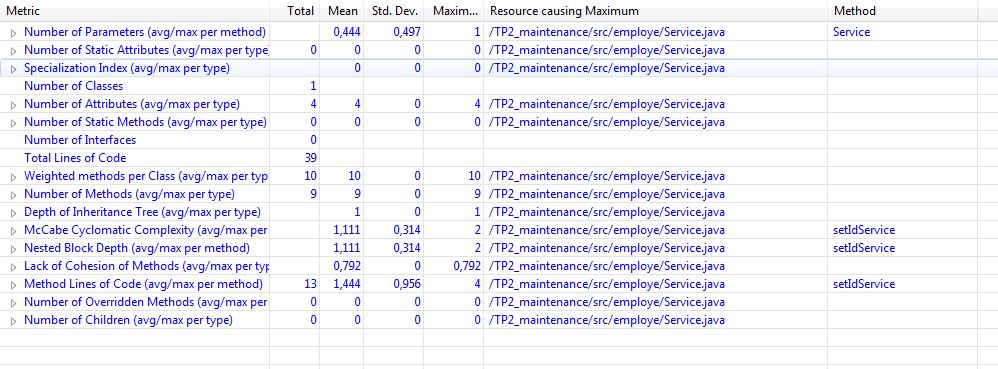 Metric Total Mean Std. Dev. Maxim... Resource causing Maximum Method
Number of Parameters (avg/max per method) 0,444 0,497 1 /TP2_maintenance/src/employe/Service.java Service
Number of Static Attributes (avg/max per type) 0 0 0 0 /TP2_maintenance/src/employe/Service.java
Specialization Index (avg/max per type) 0 0 0 /TP2_maintenance/src/employe/Service.java
Number of Classes 1
Number of Attributes (avg/max per type) 4 4 0 4 /TP2_maintenance/src/employe/Service.java
Number of Static Methods (avg/max per type) 0 0 0 0 /TP2_maintenance/src/employe/Service.java
Number of Interfaces 0
Total Lines of Code 39
Weighted methods per Class (avg/max per typ 10 10 0 10 /TP2_maintenance/src/employe/Service.java
Number of Methods (avg/max per type) 9 9 0 9 /TP2_maintenance/src/employe/Service.java
Depth of Inheritance Tree (avg/max per type) 1 0 1 /TP2_maintenance/src/employe/Service.java
McCabe Cyclomatic Complexity (avg/max per 1,111 0,314 2 /TP2_maintenance/src/employe/Service.java setIdService
Nested Block Depth (avg/max per method) 1,111 0,314 2 /TP2_maintenance/src/employe/Service.java setIdService
Lack of Cohesion of Methods (avg/max per typ 0,792 0 0,792 /TP2_maintenance/src/employe/Service.java
Method Lines of Code (avg/max per method) 13 1,444 0,956 4 /TP2_maintenance/src/employe/Service.java setIdService
Number of Overridden Methods (avg/max per 0 0 0 0 /TP2_maintenance/src/employe/Service.java
Number of Children (avg/max per type) 0 0 0 0 /TP2_maintenance/src/employe/Service.java